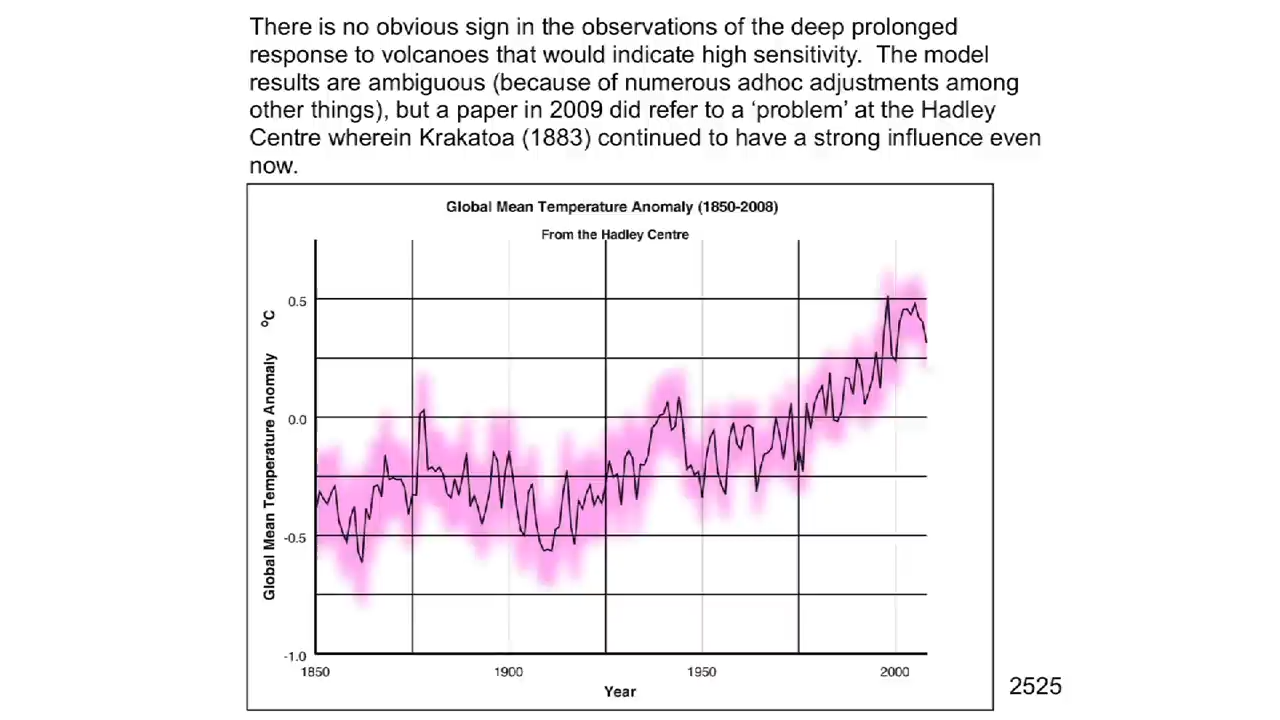 There is no obvious sign in the observations of the deep prolonged
response to volcanoes that would indicate high sensitivity.  The model
results are ambiguous (because of numerous adhoc adjustments among
other things), but a paper in 2009 did refer to a ‘problem’ at the Hadley
Centre wherein Krakatoa (1883) continued to have a strong influence even
now.
Global Mean Temperature Anomaly (1850-2008)
From the Hadley Centre
Global Mean Temperature Anomaly   ºC
0.5
0.0
-0.5
-1.0
1850 1900 1950 2000
Year
2525